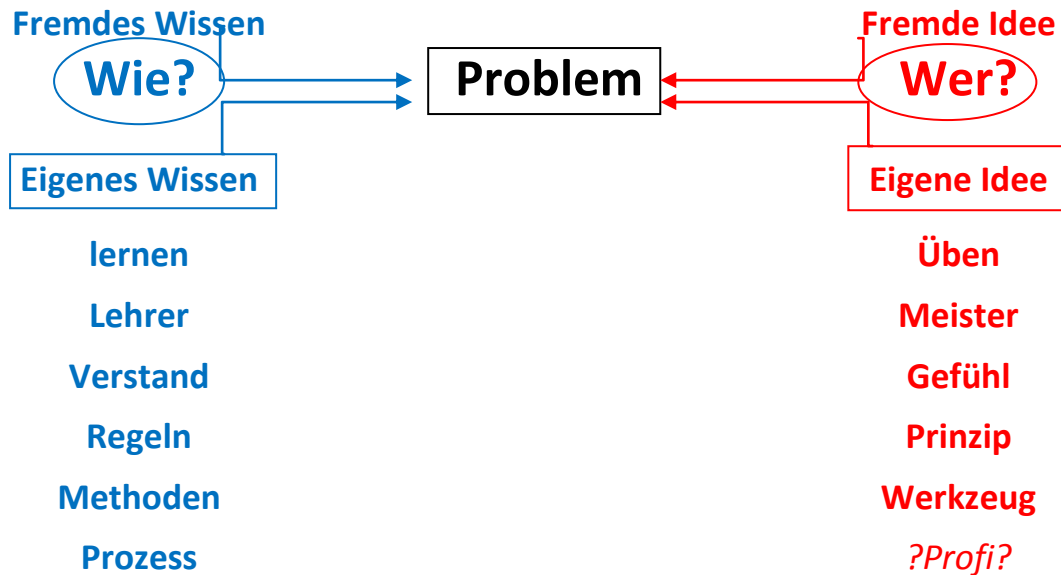 Fremdes Wissen Fremde Idee
Wie? Problem Wer?
Eigenes Wissen Eigene Idee
lernen Üben
Lehrer Meister
Verstand Gefühl
Regeln Prinzip
Methoden Werkzeug
Prozess ?Profi?